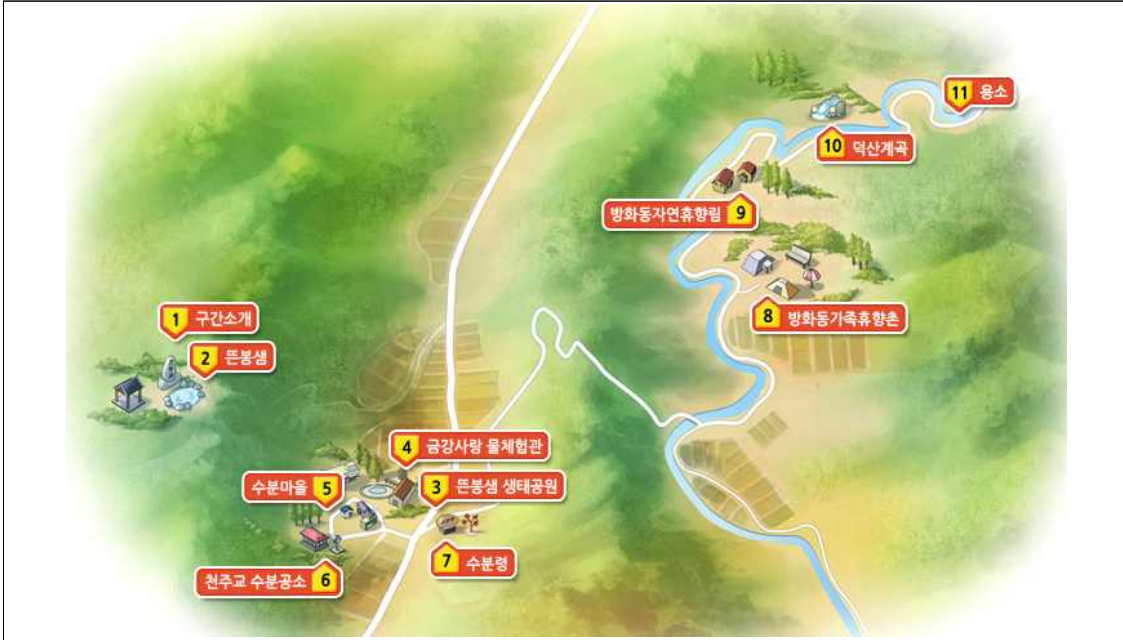 1 구간소개
2 뜬봉샘
3 뜬봉샘 생태공원
4 금강사랑 물체험관
수분마을 5
천주교 수분공소 6
7 수분령
8 방화동가족휴향촌
방화동자연휴향림 9
10 덕산계곡
11 용소